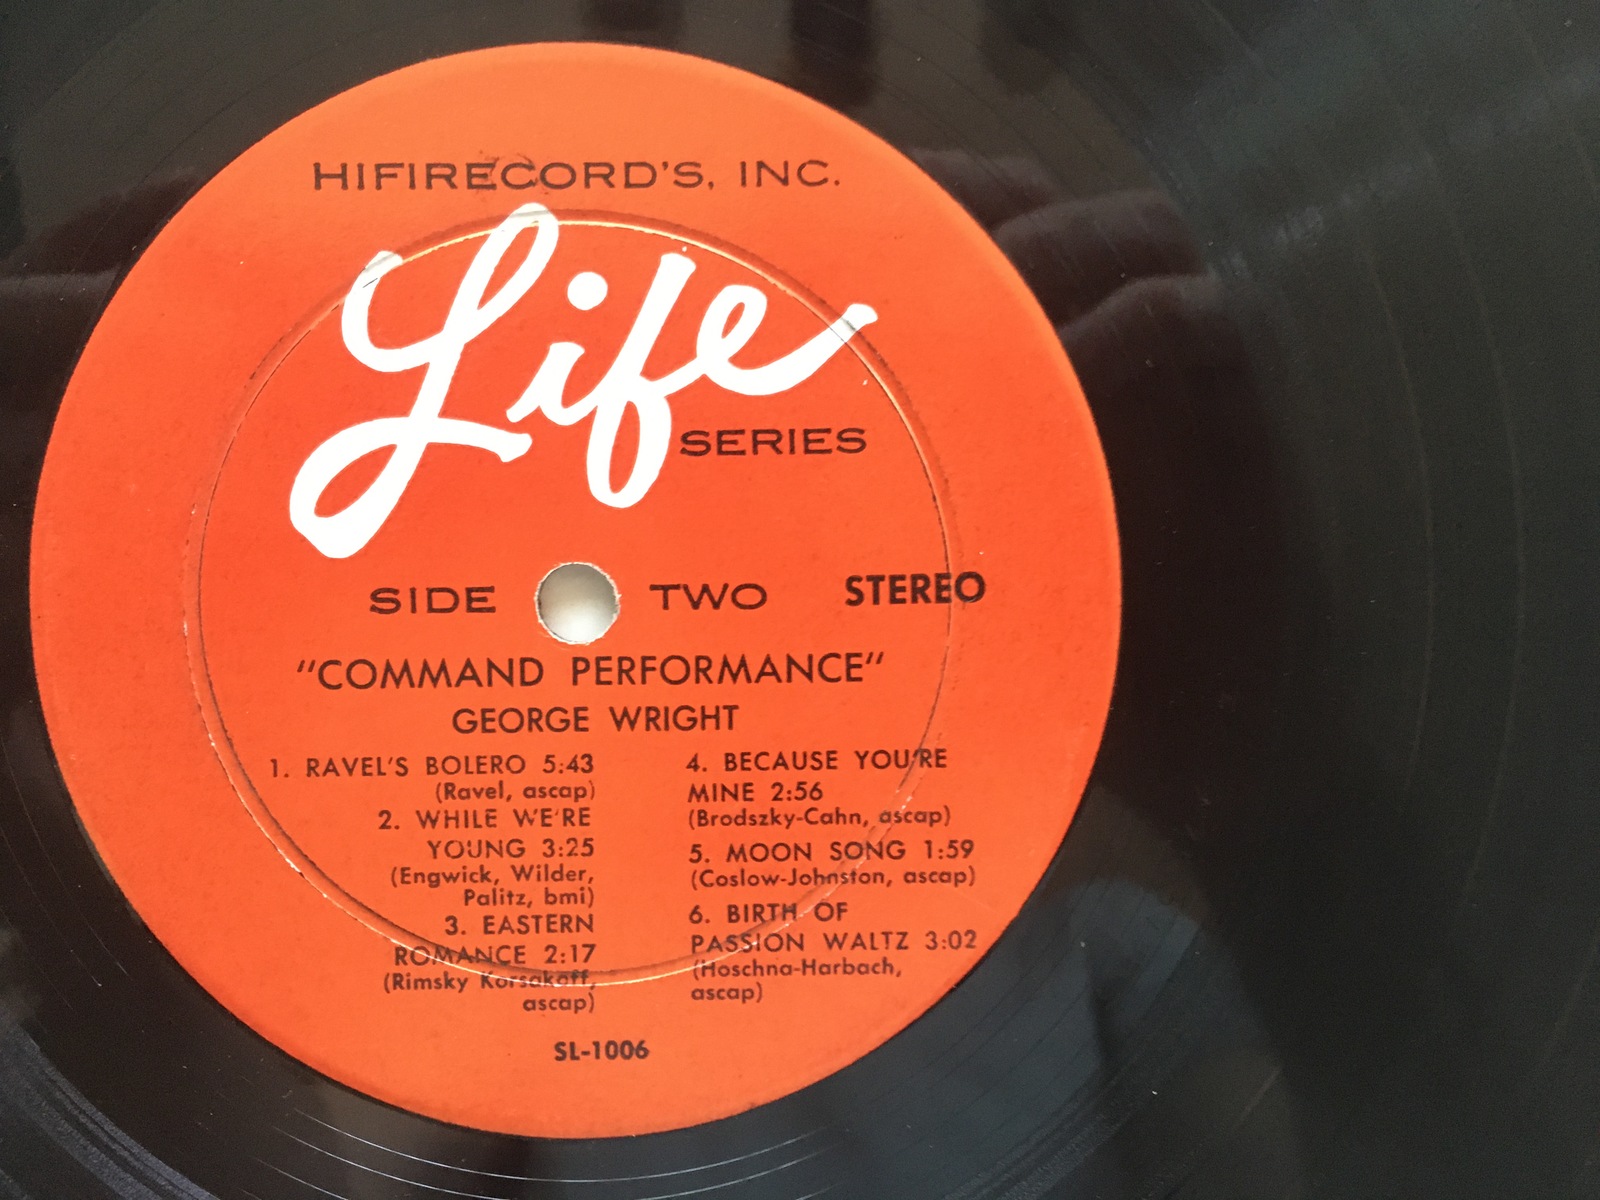 HIFIRECORD'S, INC.
Life
SERIES
SIDE TWO STEREO
"COMMAND PERFORMANCE"
GEORGE WRIGHT
1. RAVEL'S BOLERO 5:43
(Ravel, ascap)
2. WHILE WE'RE
YOUNG 3:25
(Engwick, Wilder,
Palitz, bmi)
3. EASTERN
ROMANCE 2:17
(Rimsky Korsakoff,
ascap)
4. BECAUSE YOU'RE
MINE 2:56
(Brodszky-Cahn, ascap)
5. MOON SONG 1:59
(Coslow-Johnston, ascap)
6. BIRTH OF
PASSION WALTZ 3:02
(Hoschna-Harbach,
ascap)
SL-1006